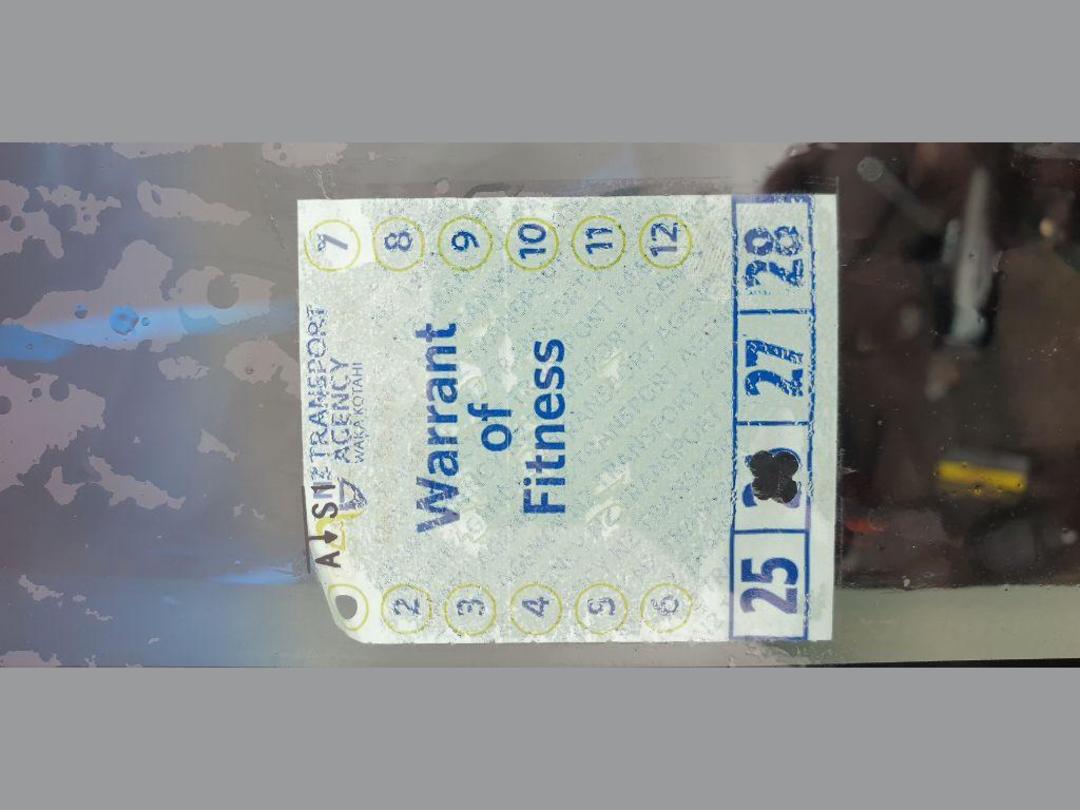 NZ TRANSPORT
AGENCY
WAKA KOTAHI
7
2 8
Warrant
3 9
of
4 10
Fitness
5 11
6 12
25 27 28